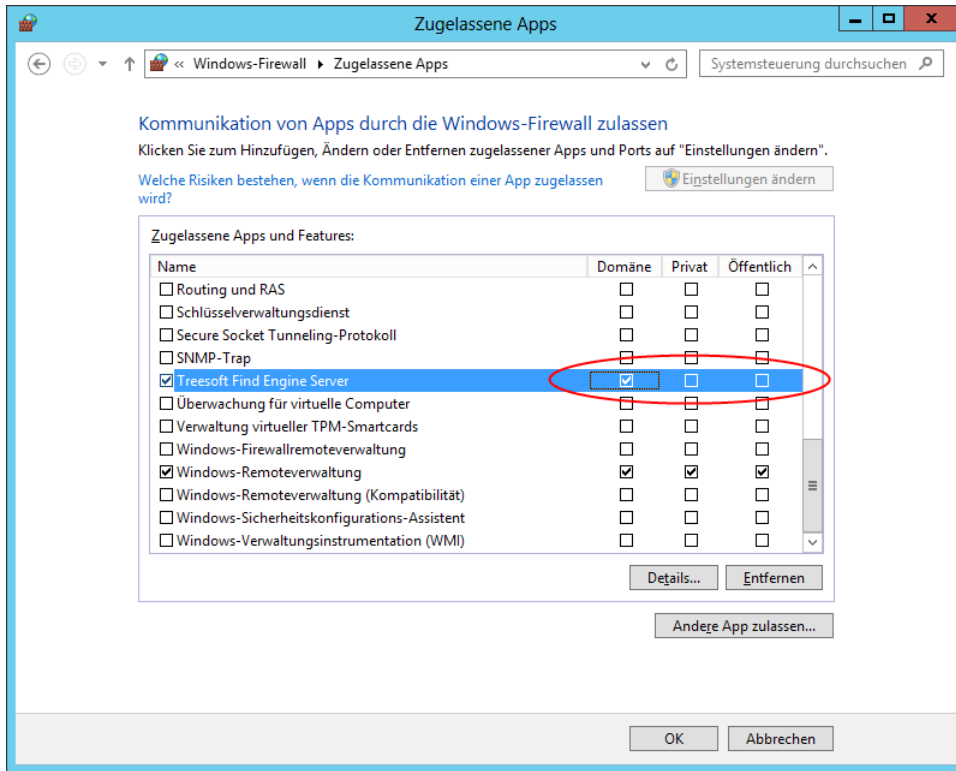 Zugelassene Apps
« Windows-Firewall Zugelassene Apps
Systemsteuerung durchsuchen
Kommunikation von Apps durch die Windows-Firewall zulassen
Klicken Sie zum Hinzufügen, Ändern oder Entfernen zugelassener Apps und Ports auf "Einstellungen ändern".
Welche Risiken bestehen, wenn die Kommunikation einer App zugelassen
wird?
Einstellungen ändern
Zugelassene Apps und Features:
Name Domäne Privat Öffentlich
Routing und RAS
Schlüsselverwaltungsdienst
Secure Socket Tunneling-Protokoll
SNMP-Trap
Treesoft Find Engine Server
Überwachung für virtuelle Computer
Verwaltung virtueller TPM-Smartcards
Windows-Firewallremoteverwaltung
Windows-Remoteverwaltung
Windows-Remoteverwaltung (Kompatibilität)
Windows-Sicherheitskonfigurations-Assistent
Windows-Verwaltungsinstrumentation (WMI)
Details... Entfernen
Andere App zulassen...
OK Abbrechen